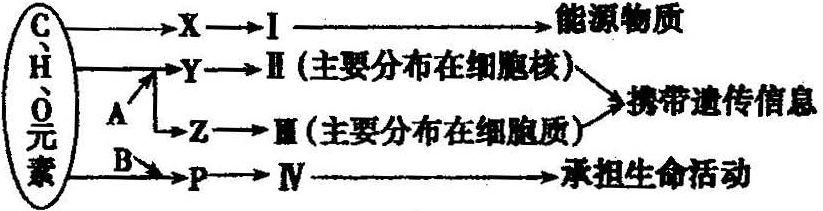 C、H、O元素
X I 能源物质
Y II (主要分布在细胞核)
A
携带遗传信息
Z III (主要分布在细胞质)
B P IV 承担生命活动